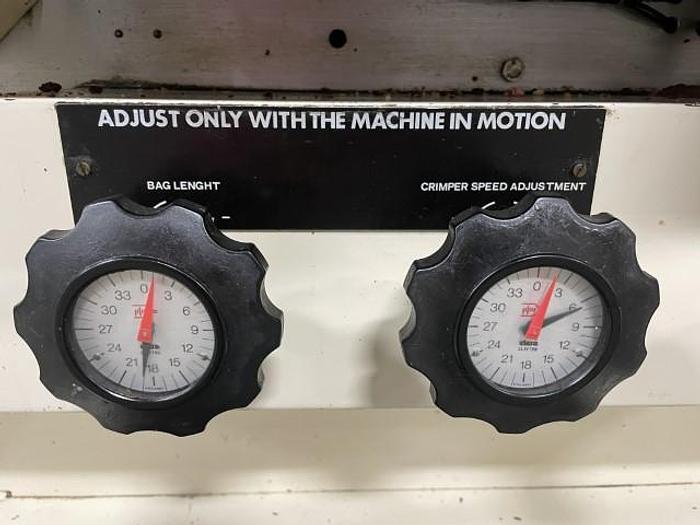 ADJUST ONLY WITH THE MACHINE IN MOTION
BAG LENGHT
CRIMPER SPEED ADJUSTMENT
-
0 3 6 9 12 15 18 21 24 27 30 33
0 3 6 9 12 15 18 21 24 27 30 33